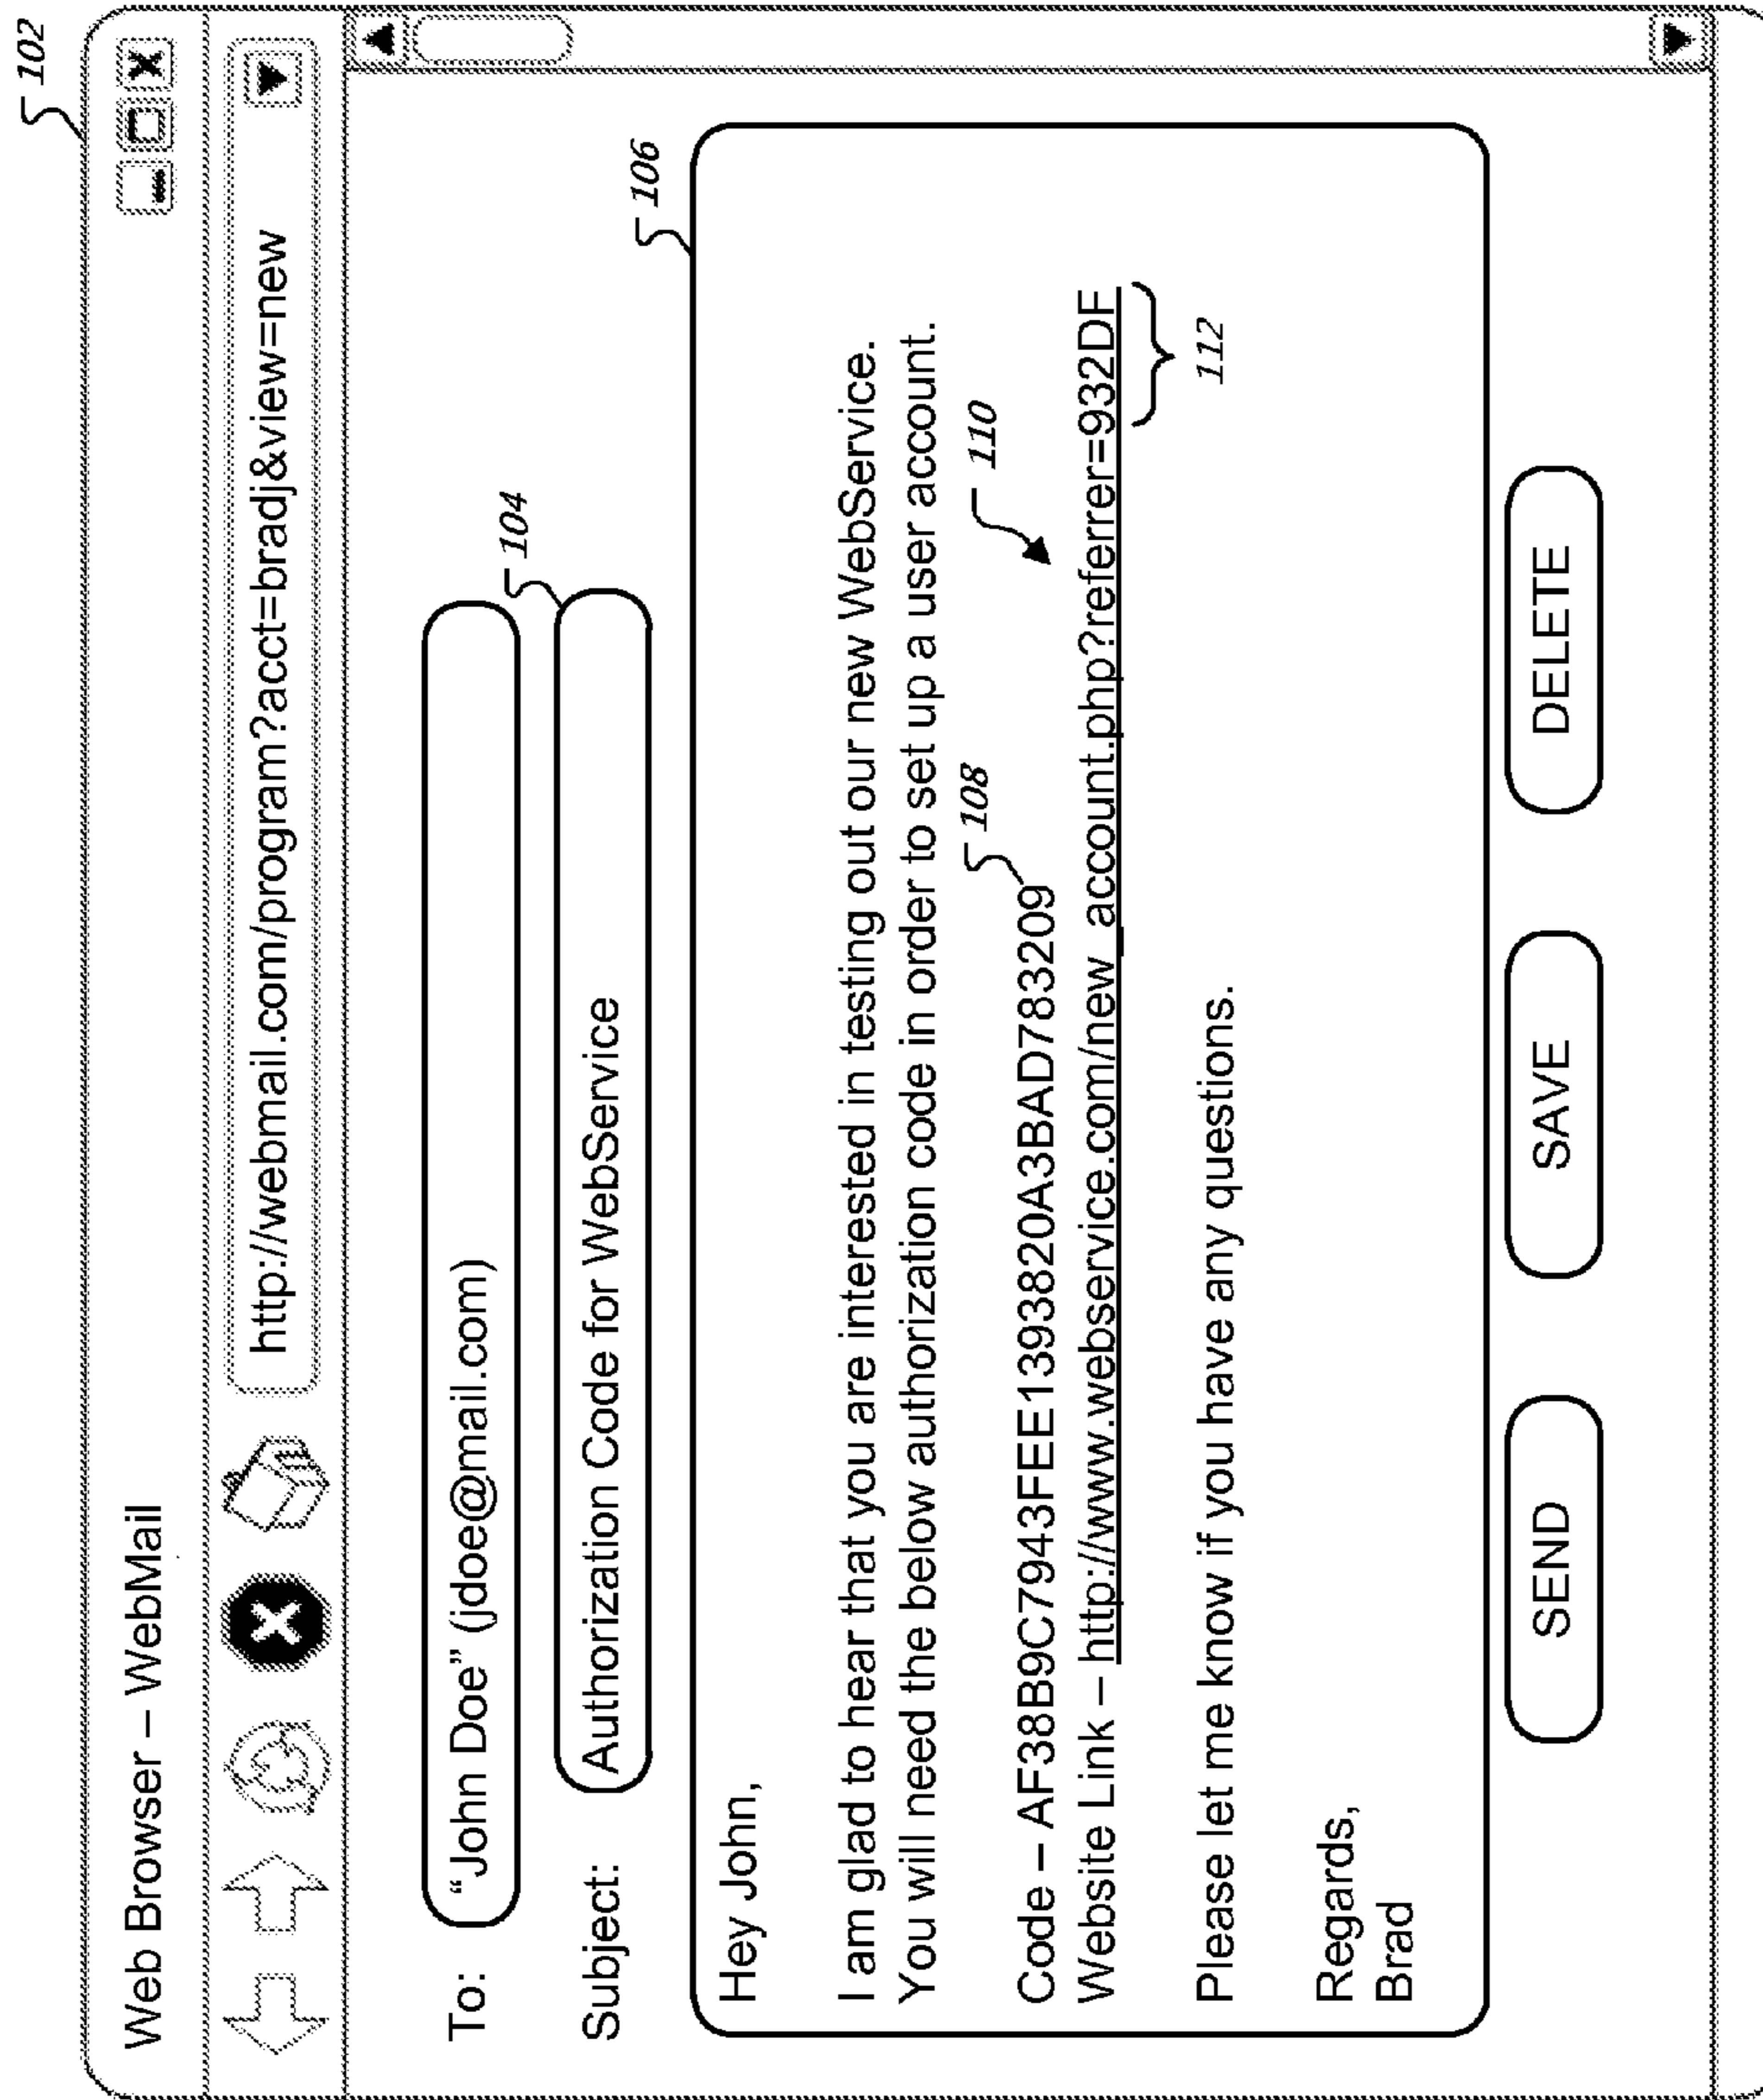 102
Web Browser – WebMail
http://webmail.com/program?acct=bradj&view=new
To: “John Doe” (jdoe@mail.com)
104
Subject: Authorization Code for WebService
106
Hey John,
I am glad to hear that you are interested in testing out our new WebService.
You will need the below authorization code in order to set up a user account.
108
110
Code – AF38B9C7943FEE1393820A3BAD783209
Website Link – http://www.webservice.com/new_account.php?referrer=932DF
112
Please let me know if you have any questions.
Regards,
Brad
SEND SAVE DELETE